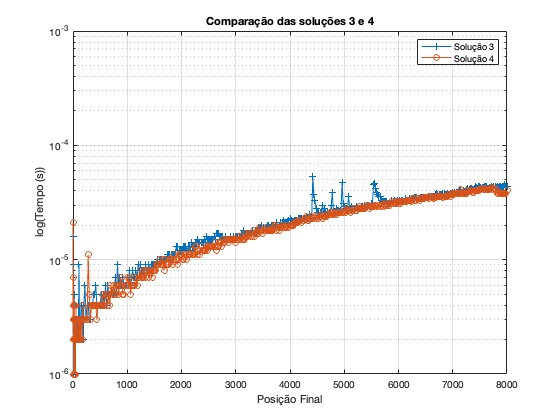 Comparação das soluções 3 e 4
Solução 3
Solução 4
10^-3
10^-4
10^-5
10^-6
log(Tempo (s))
0 1000 2000 3000 4000 5000 6000 7000 8000
Posição Final